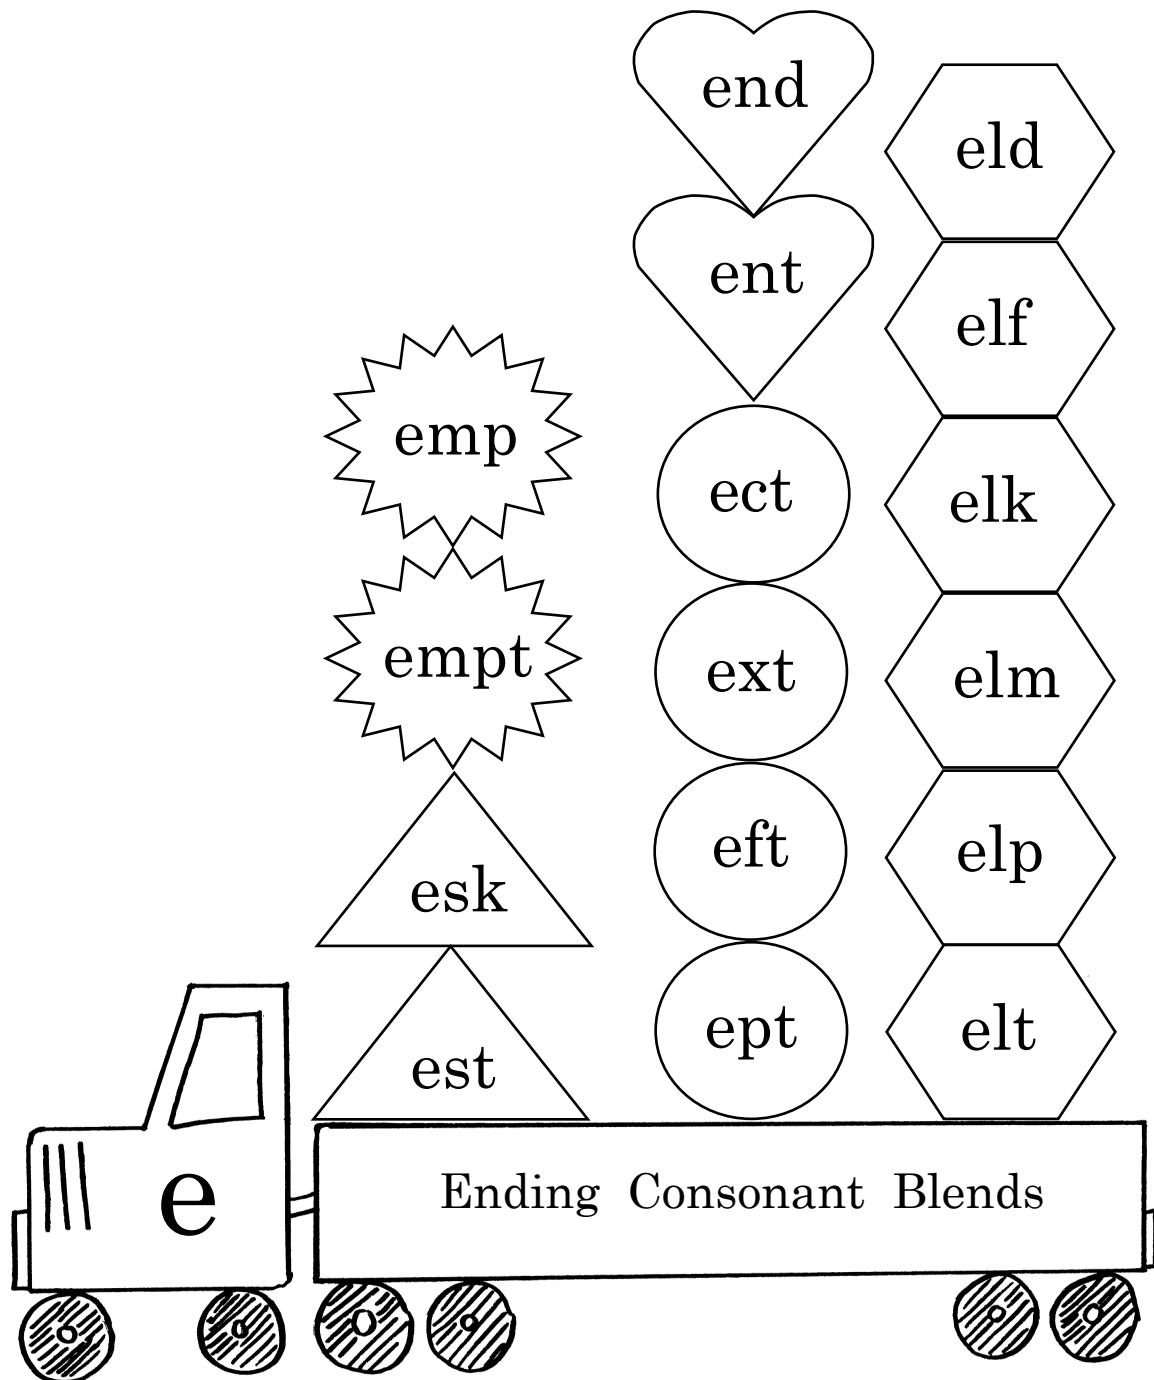 end
ent
ect
ext
eft
ept
eld
elf
elk
elm
elp
elt
emp
empt
esk
est
e
Ending Consonant Blends